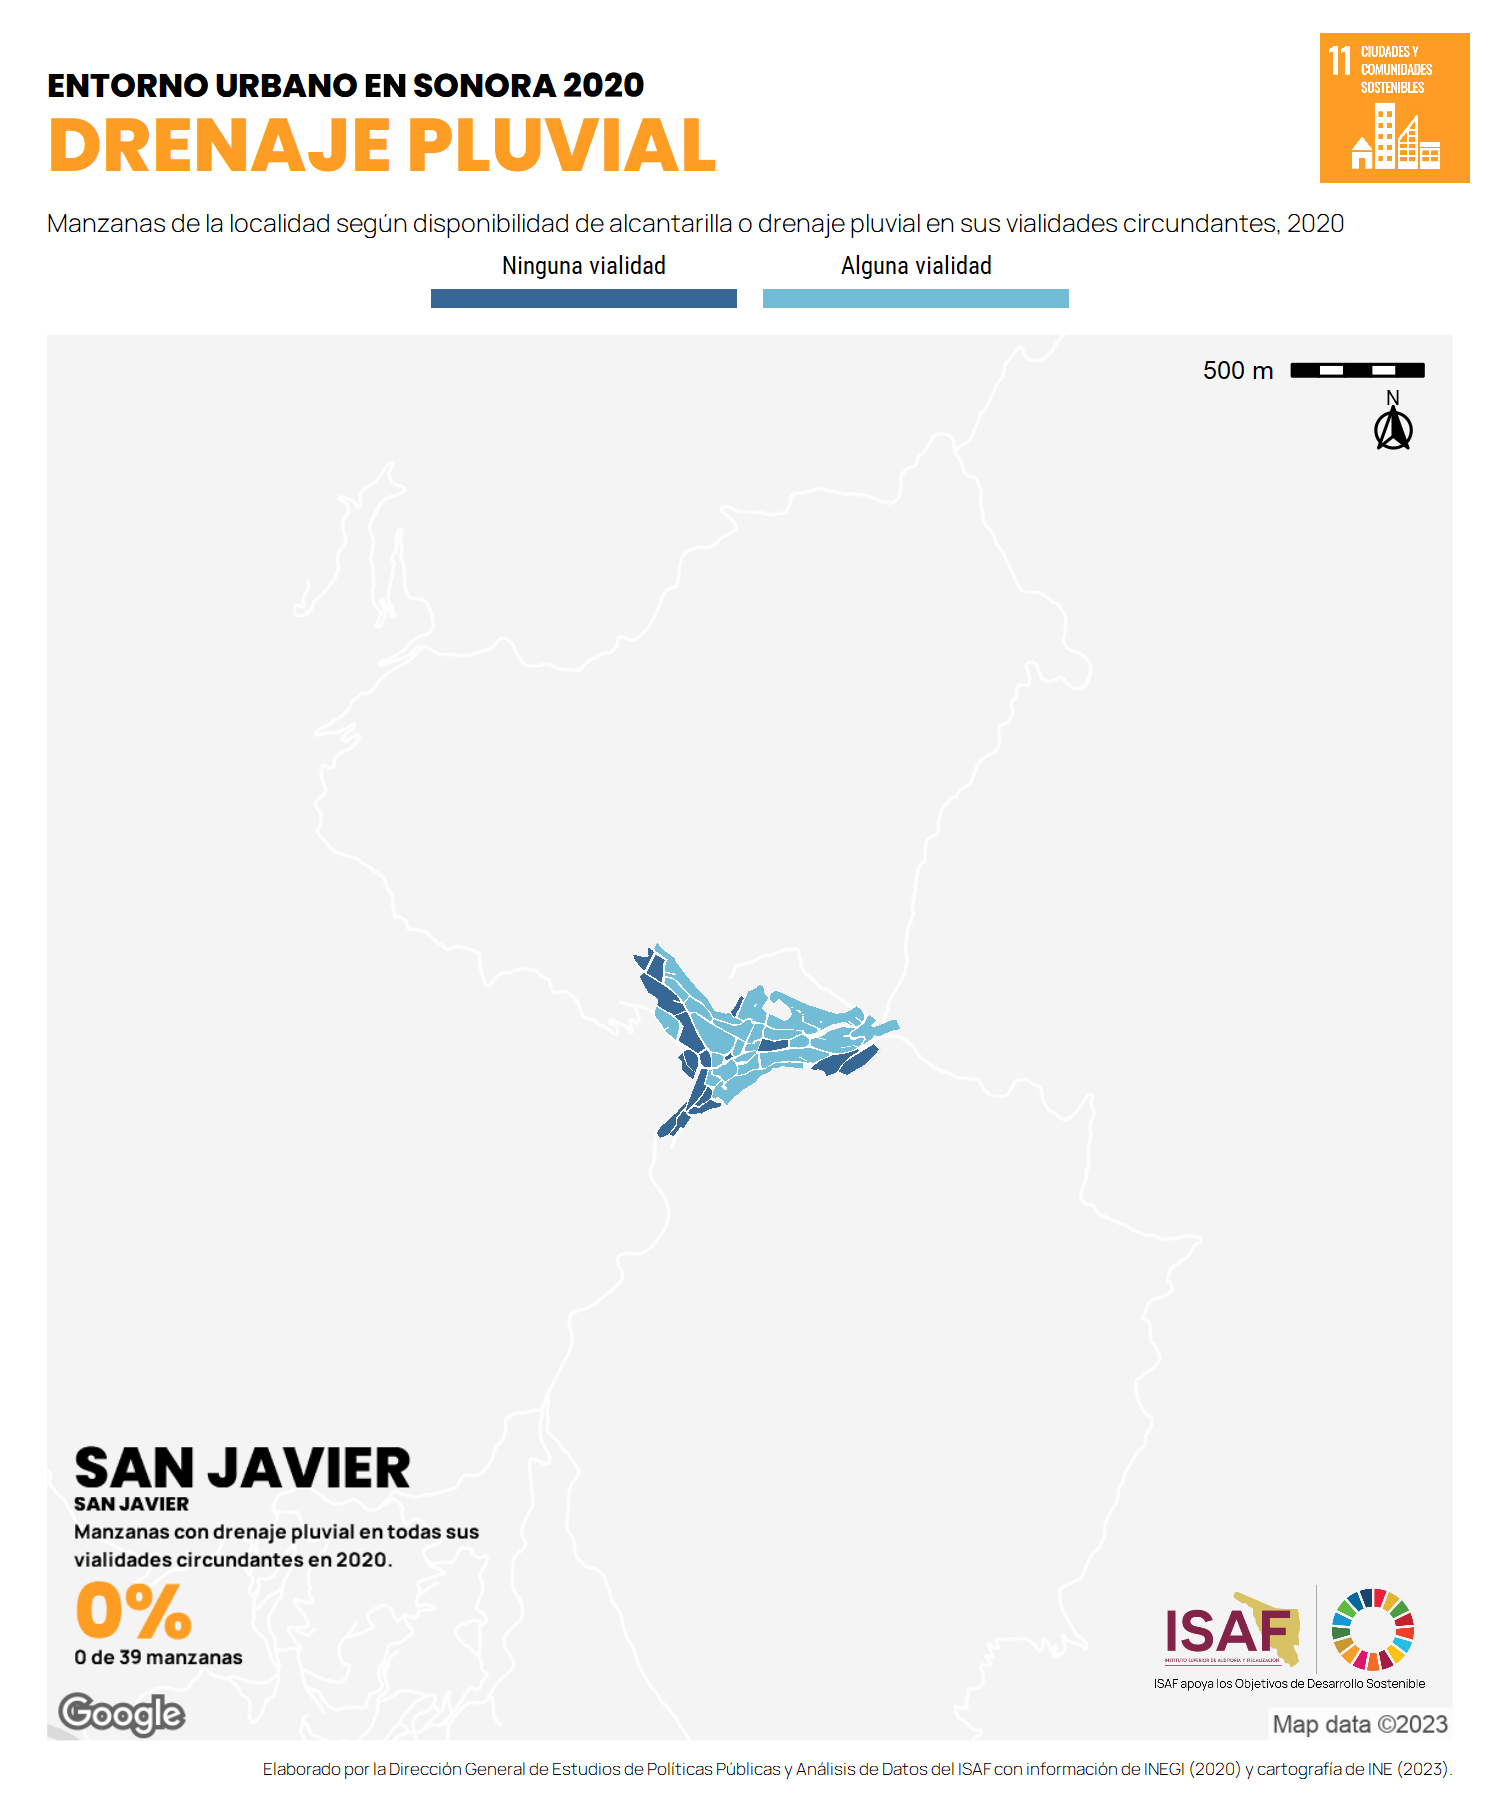 ENTORNO URBANO EN SONORA 2020
DRENAJE PLUVIAL
11 CIUDADES Y
COMUNIDADES
SOSTENIBLES
Manzanas de la localidad según disponibilidad de alcantarilla o drenaje pluvial en sus vialidades circundantes, 2020
Ninguna vialidad
Alguna vialidad
500 m
N
SAN JAVIER
SAN JAVIER
Manzanas con drenaje pluvial en todas sus
vialidades circundantes en 2020.
0%
0 de 39 manzanas
ISAF
INSTITUTO SUPERIOR DE AUDITORÍA Y FISCALIZACIÓN
ISAF apoya los Objetivos de Desarrollo Sostenible
Google
Map data ©2023
Elaborado por la Dirección General de Estudios de Políticas Públicas y Análisis de Datos del ISAF con información de INEGI (2020) y cartografía de INE (2023).